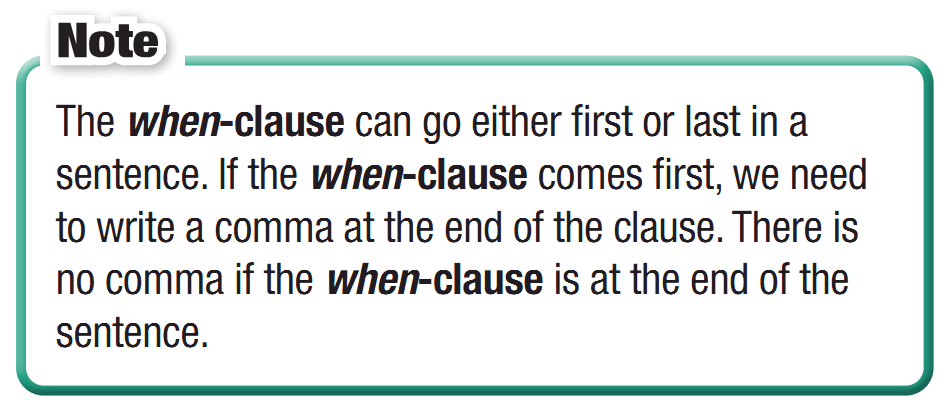 Note
The when-clause can go either first or last in a
sentence. If the when-clause comes first, we need
to write a comma at the end of the clause. There is
no comma if the when-clause is at the end of the
sentence.